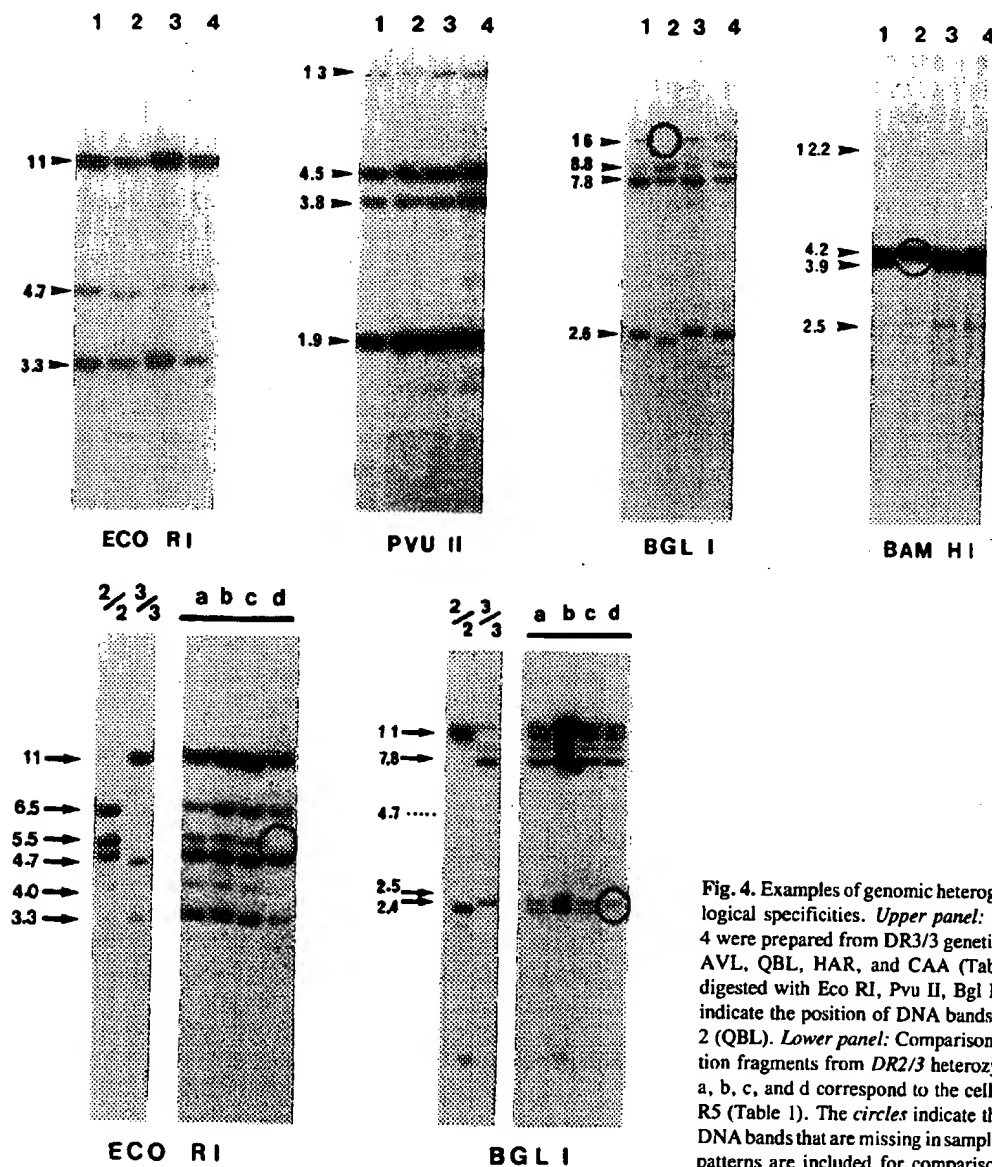 1 2 3 4
13
4.5
3.8
1.9
PVU II
1 2 3 4
11
4.7
3.3
ECO RI
1 2 3 4
16
8.8
7.8
2.6
BGL I
1 2 3 4
12.2
4.2
3.9
2.5
BAM HI
2/2 3/3 a b c d
11
6.5
5.5
4.7
4.0
3.3
ECO RI
2/2 3/3 a b c d
11
7.8
4.7
2.5
2.4
BGL I
Fig. 4. Examples of genomic heterog
logical specificities. Upper panel:
4 were prepared from DR3/3 geneti
AVL, QBL, HAR, and CAA (Tab
digested with Eco RI, Pvu II, Bgl I
indicate the position of DNA bands
2 (QBL). Lower panel: Comparison
tion fragments from DR2/3 heterozy
a, b, c, and d correspond to the cell
R5 (Table 1). The circles indicate th
DNA bands that are missing in sampl
patterns are included for compariso